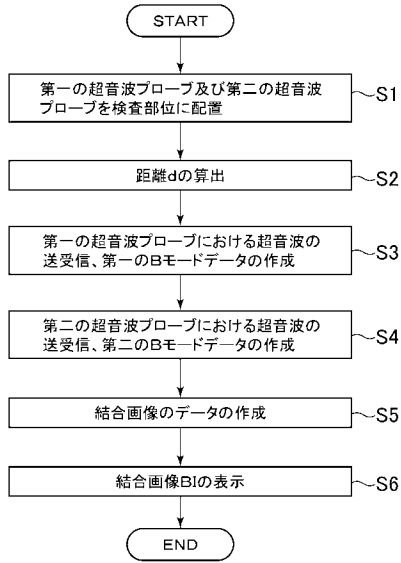 START
第一の超音波プローブ及び第二の超音波
プローブを検査部位に配置
S1
距離dの算出
S2
第一の超音波プローブにおける超音波の
送受信、第一のBモードデータの作成
S3
第二の超音波プローブにおける超音波の
送受信、第二のBモードデータの作成
S4
結合画像のデータの作成
S5
結合画像BIの表示
S6
END